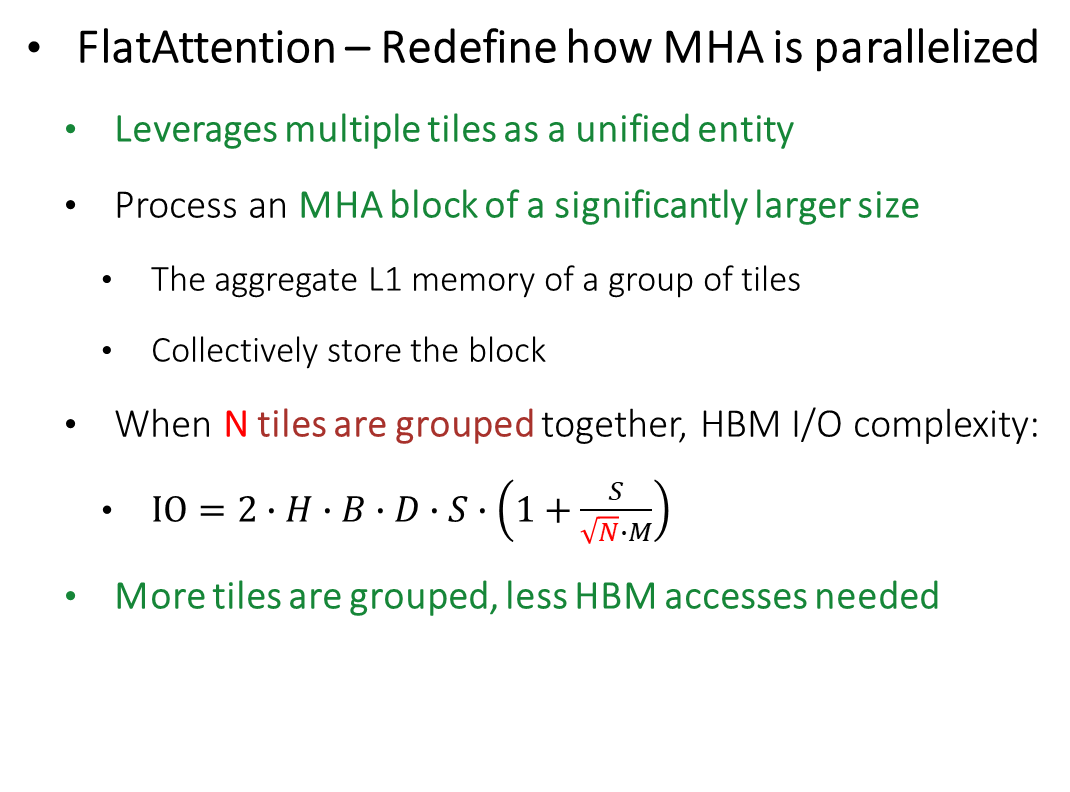 • FlatAttention – Redefine how MHA is parallelized
• Leverages multiple tiles as a unified entity
• Process an MHA block of a significantly larger size
• The aggregate L1 memory of a group of tiles
• Collectively store the block
• When N tiles are grouped together, HBM I/O complexity:
• IO = 2 · H · B · D · S · (1 + S / (√N · M))
• More tiles are grouped, less HBM accesses needed